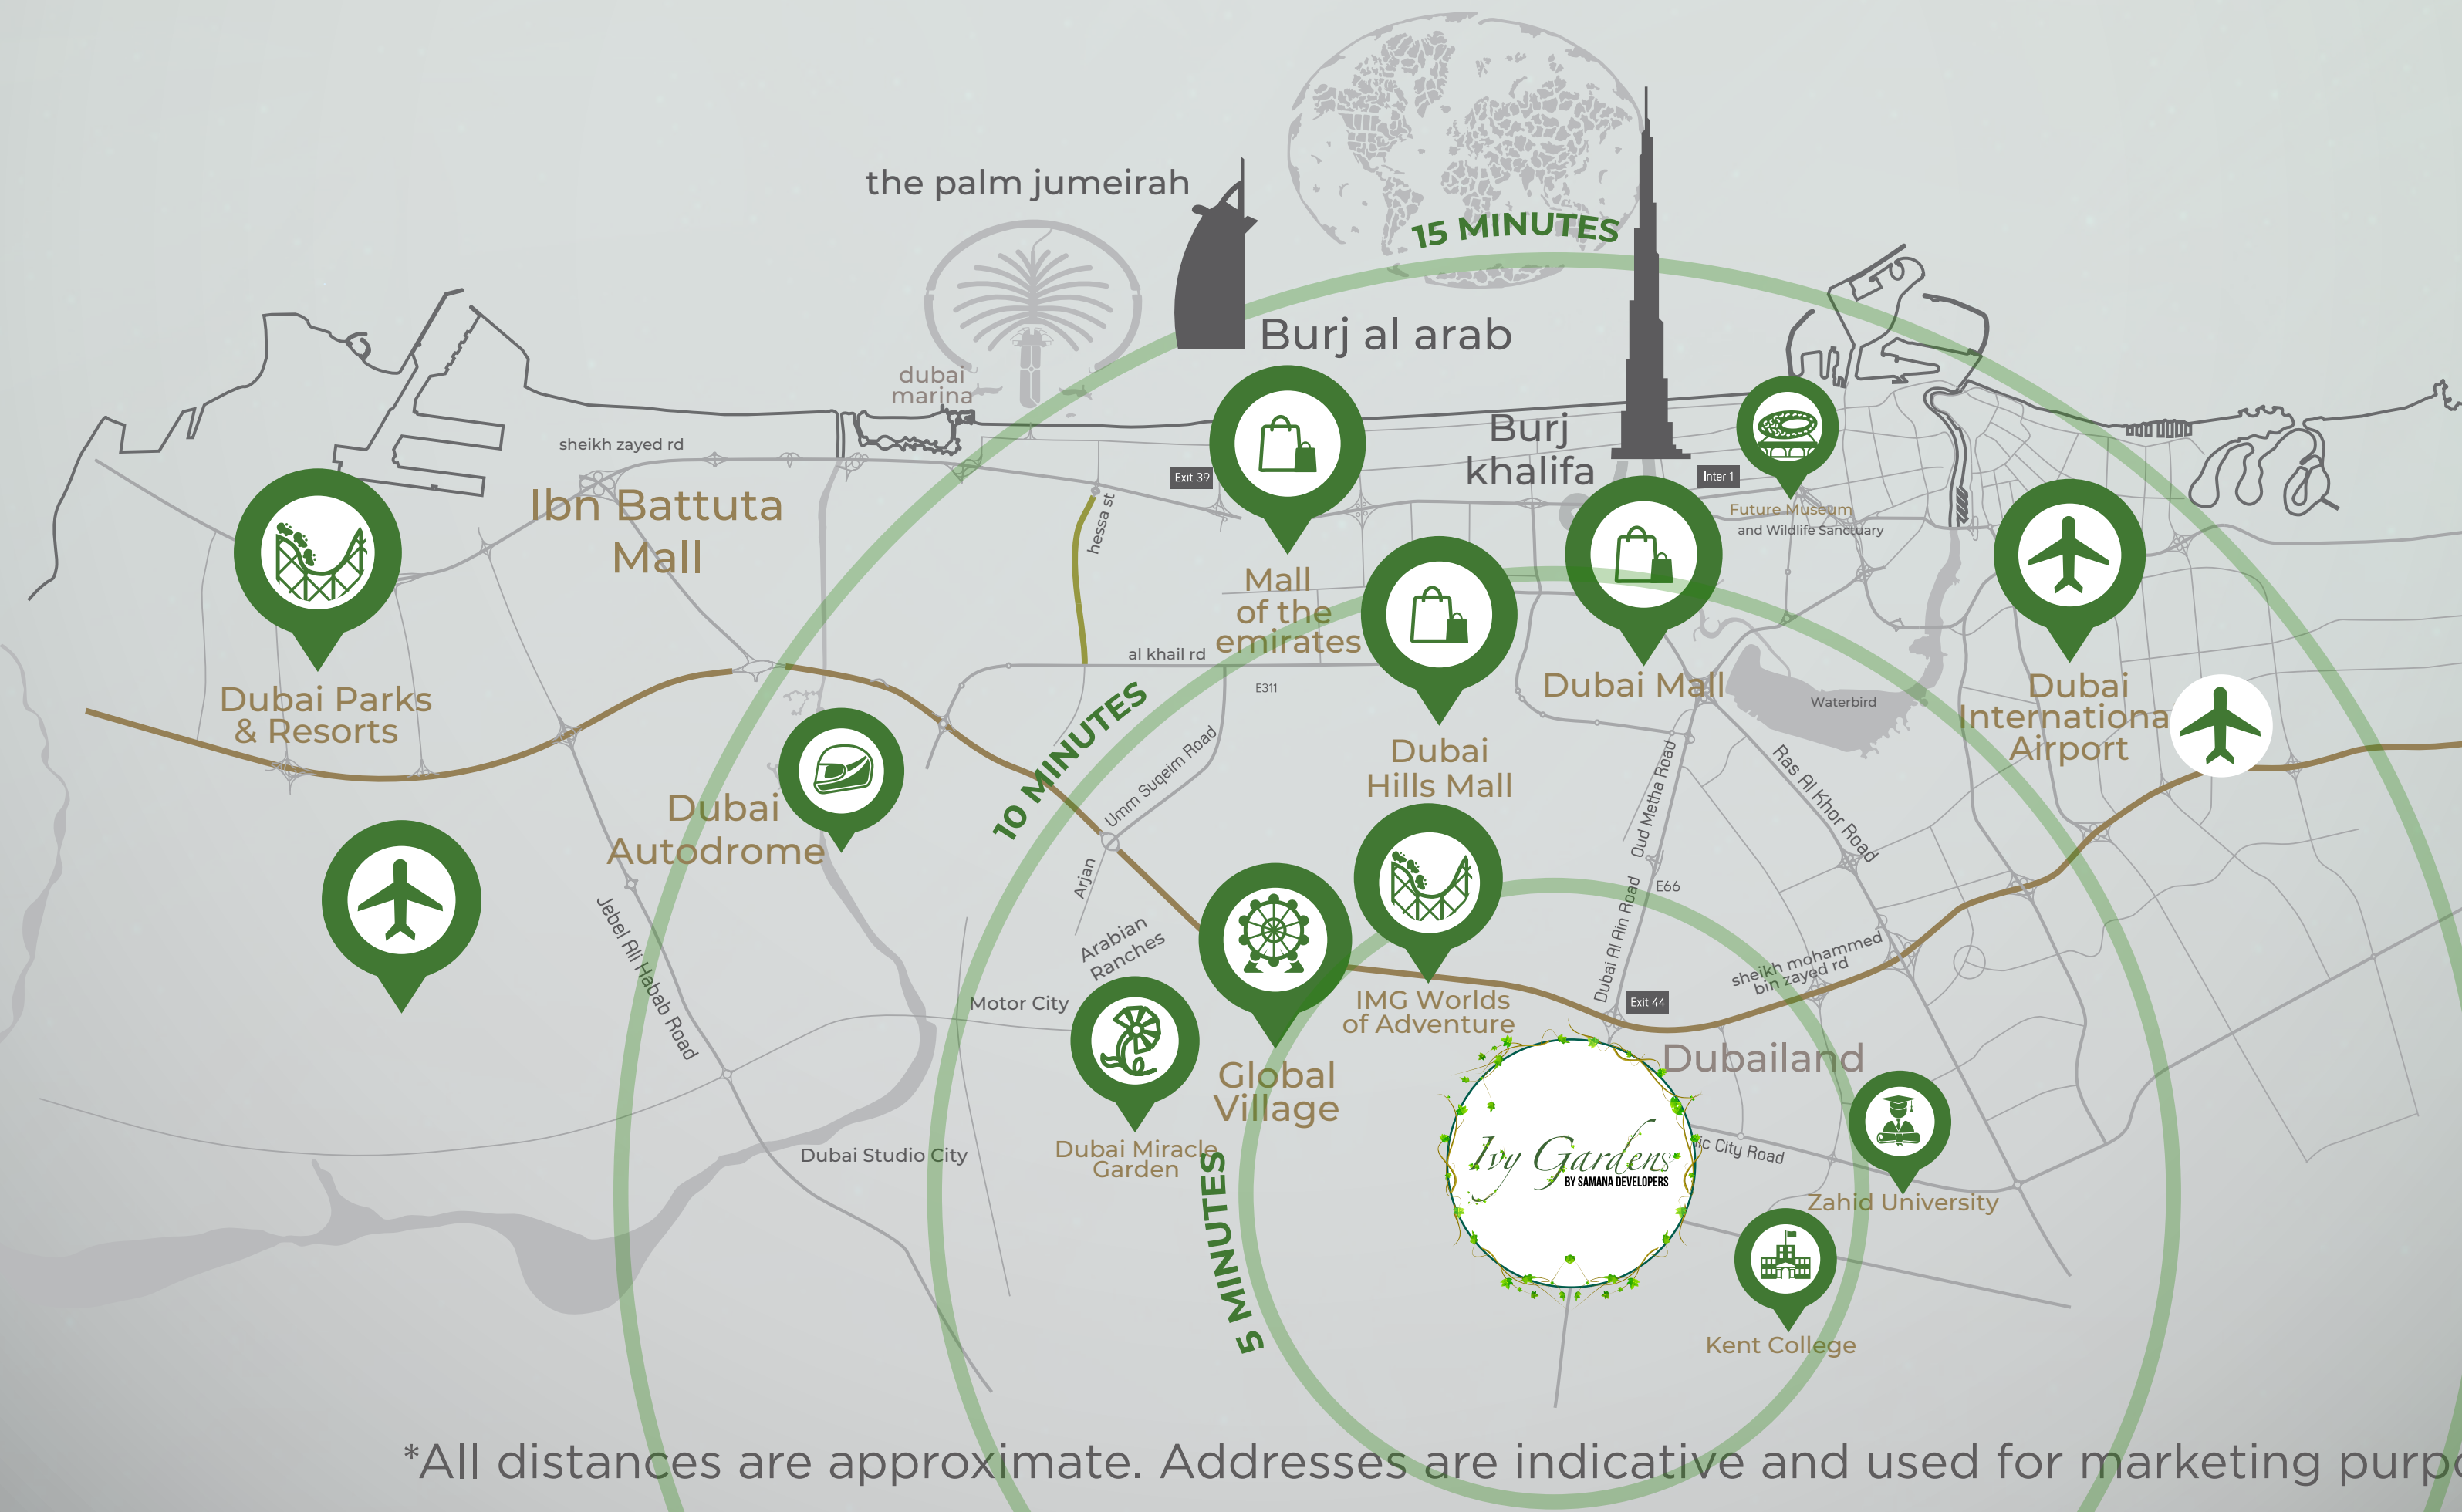 15 MINUTES
the palm jumeirah
Burj al arab
dubai
marina
sheikh zayed rd
Ibn Battuta
Mall
Exit 39
hessa st
Burj
khalifa
Inter 1
Future Museum
and Wildlife Sanctuary
Mall
of the
emirates
al khail rd
E311
Dubai Parks
& Resorts
Dubai Mall
Waterbird
Dubai
Internationa
Airport
10 MINUTES
Umm Suqeim Road
Dubai
Hills Mall
Oud Metha Road
Ras Al Khor Road
Dubai
Autodrome
Arjan
E66
Dubai Al Ain Road
Jebel Ali Habab Road
Arabian
Ranches
Motor City
IMG Worlds
of Adventure
Exit 44
sheikh mohammed
bin zayed rd
Dubailand
Global
Village
Dubai Miracle
Garden
Dubai Studio City
5 MINUTES
Ivy Gardens
BY SAMANA DEVELOPERS
ic City Road
Zahid University
Kent College
*All distances are approximate. Addresses are indicative and used for marketing purpo